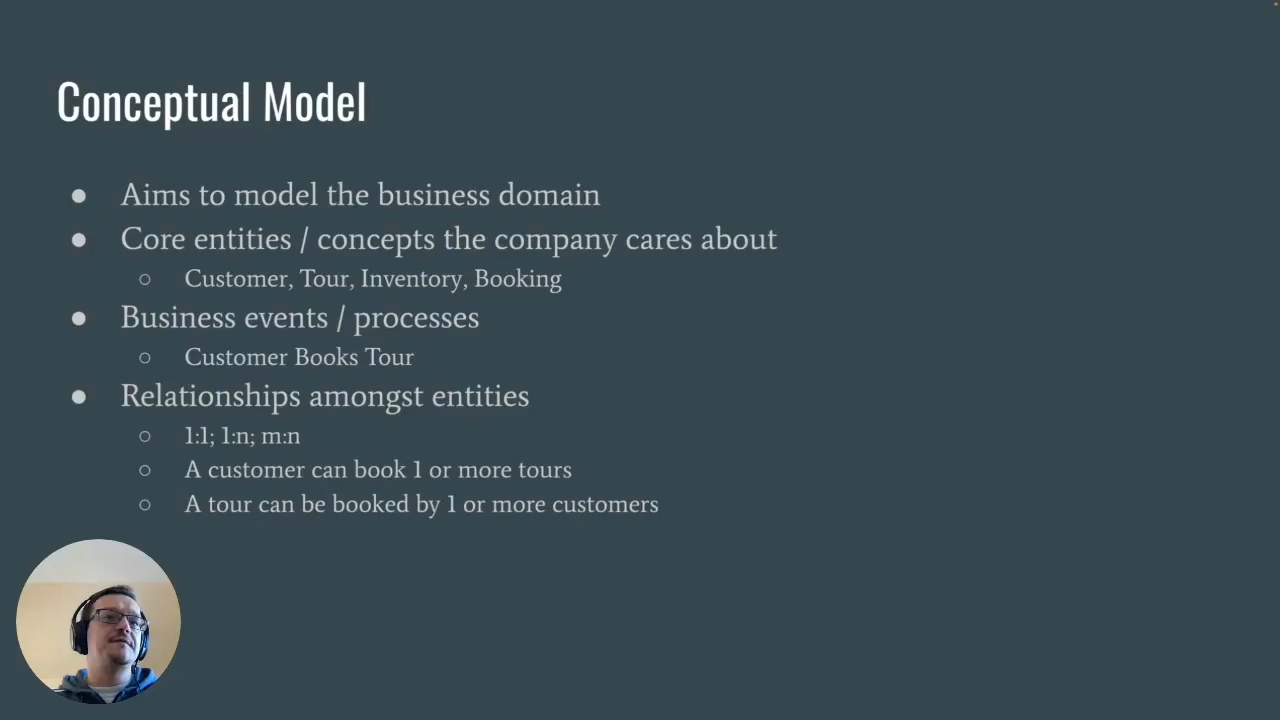 Conceptual Model
● Aims to model the business domain
● Core entities / concepts the company cares about
○ Customer, Tour, Inventory, Booking
● Business events / processes
○ Customer Books Tour
● Relationships amongst entities
○ 1:1; 1:n; m:n
○ A customer can book 1 or more tours
○ A tour can be booked by 1 or more customers